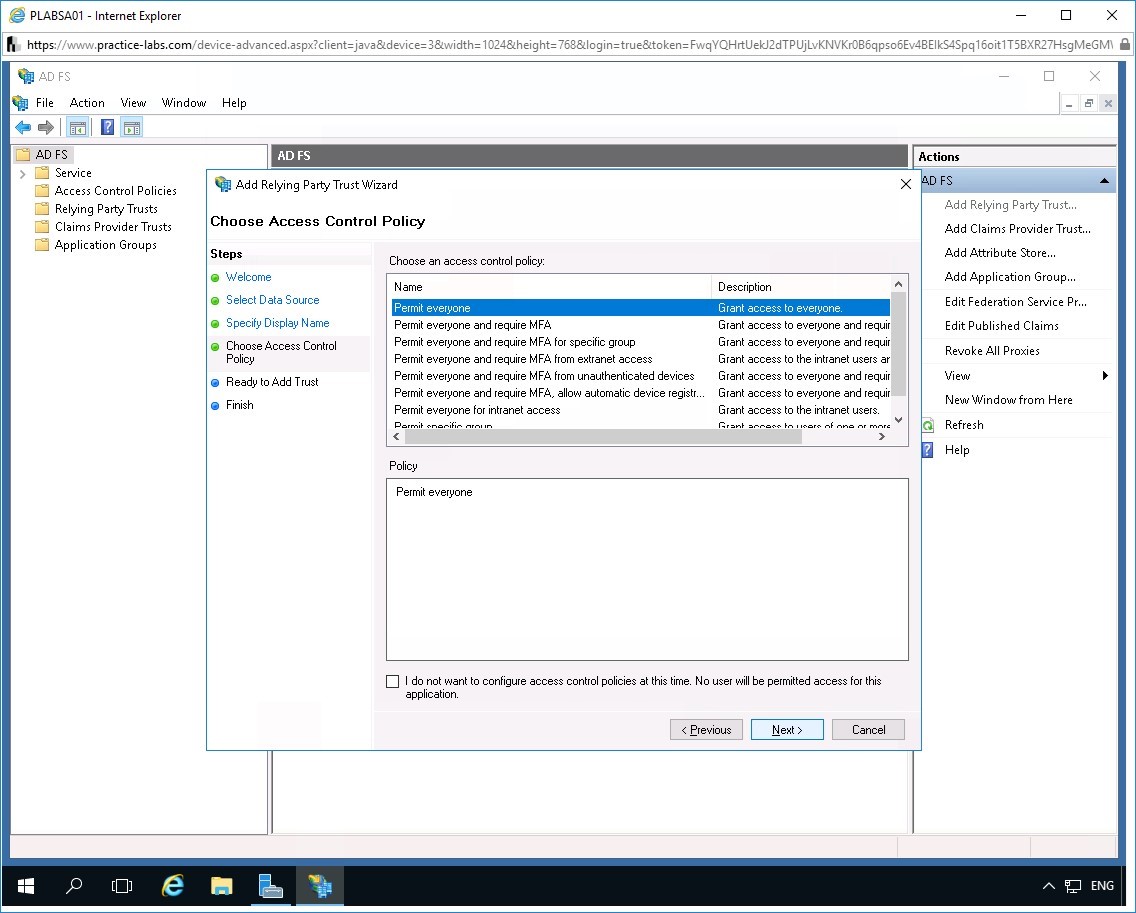 PLABSA01 - Internet Explorer
https://www.practice-labs.com/device-advanced.aspx?client=java&device=3&width=1024&height=768&login=true&token=
AD FS
File Action View Window Help
AD FS
Service
Access Control Policies
Relying Party Trusts
Claims Provider Trusts
Application Groups
AD FS
Add Relying Party Trust Wizard
Choose Access Control Policy
Steps
Welcome
Select Data Source
Specify Display Name
Choose Access Control
Policy
Ready to Add Trust
Finish
Choose an access control policy:
Name Description
Permit everyone Grant access to everyone.
Permit everyone and require MFA Grant access to everyone and requir
Permit everyone and require MFA for specific group Grant access to everyone and requir
Permit everyone and require MFA from extranet access Grant access to the intranet users ar
Permit everyone and require MFA from unauthenticated devices Grant access to everyone and requir
Permit everyone and require MFA, allow automatic device registr... Grant access to everyone and requir
Permit everyone for intranet access Grant access to the intranet users.
Permit specific group Grant access to users of one or more
Policy
Permit everyone
I do not want to configure access control policies at this time. No user will be permitted access for this
application.
< Previous Next > Cancel
Actions
AD FS
Add Relying Party Trust...
Add Claims Provider Trust...
Add Attribute Store...
Add Application Group...
Edit Federation Service Pr...
Edit Published Claims
Revoke All Proxies
View
New Window from Here
Refresh
Help
ENG